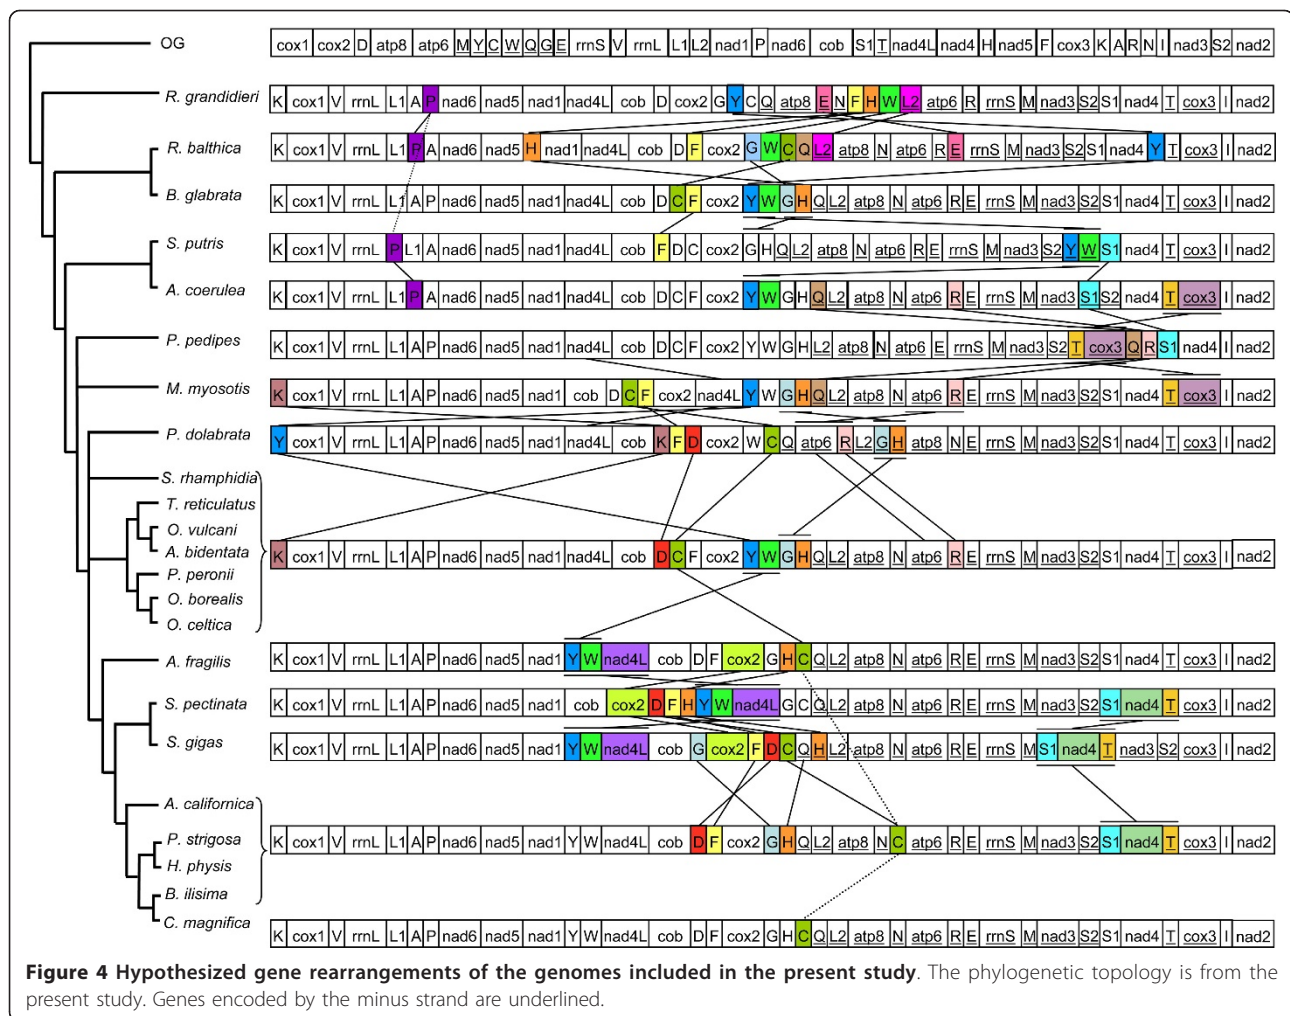 OG cox1 cox2 D atp8 atp6 M Y C W Q G E rrnS V rrnL L1 L2 nad1 P nad6 cob S1 T nad4L nad4 H nad5 F cox3 K A R N I nad3 S2 nad2
R. grandidieri K cox1 V rrnL L1 A P nad6 nad5 nad1 nad4L cob D cox2 G Y C Q atp8 E N F H W L2 atp6 R rrnS M nad3 S2 S1 nad4 T cox3 I nad2
R. balthica K cox1 V rrnL L1 P A nad6 nad5 H nad1 nad4L cob D F cox2 G W C Q L2 atp8 N atp6 R E rrnS M nad3 S2 S1 nad4 Y T cox3 I nad2
B. glabrata K cox1 V rrnL L1 A P nad6 nad5 nad1 nad4L cob D C F cox2 Y W G H Q L2 atp8 N atp6 R E rrnS M nad3 S2 S1 nad4 T cox3 I nad2
S. putris K cox1 V rrnL P L1 A nad6 nad5 nad1 nad4L cob F D C cox2 G H Q L2 atp8 N atp6 R E rrnS M nad3 S2 Y W S1 nad4 T cox3 I nad2
A. coerulea K cox1 V rrnL L1 P A nad6 nad5 nad1 nad4L cob D C F cox2 Y W G H Q L2 atp8 N atp6 R E rrnS M nad3 S1 S2 nad4 T cox3 I nad2
P. pedipes K cox1 V rrnL L1 A P nad6 nad5 nad1 nad4L cob D C F cox2 Y W G H L2 atp8 N atp6 E rrnS M nad3 S2 T cox3 Q R S1 nad4 I nad2
M. myosotis K cox1 V rrnL L1 A P nad6 nad5 nad1 cob D C F cox2 nad4L Y W G H Q L2 atp8 N atp6 R E rrnS M nad3 S2 S1 nad4 T cox3 I nad2
P. dolabrata Y cox1 V rrnL L1 A P nad6 nad5 nad1 nad4L cob K F D cox2 W C Q atp6 R L2 G H atp8 N E rrnS M nad3 S2 S1 nad4 T cox3 I nad2
S. rhamphidia
T. reticulatus
O. vulcani
A. bidentata K cox1 V rrnL L1 A P nad6 nad5 nad1 nad4L cob D C F cox2 Y W G H Q L2 atp8 N atp6 R E rrnS M nad3 S2 S1 nad4 T cox3 I nad2
P. peronii
O. borealis
O. celtica
A. fragilis K cox1 V rrnL L1 A P nad6 nad5 nad1 Y W nad4L cob D F cox2 G H C Q L2 atp8 N atp6 R E rrnS M nad3 S2 S1 nad4 T cox3 I nad2
S. pectinata K cox1 V rrnL L1 A P nad6 nad5 nad1 cob cox2 D F H Y W nad4L G C Q L2 atp8 N atp6 R E rrnS M nad3 S2 S1 nad4 T cox3 I nad2
S. gigas K cox1 V rrnL L1 A P nad6 nad5 nad1 Y W nad4L cob G cox2 F D C Q H L2 atp8 N atp6 R E rrnS M S1 nad4 T nad3 S2 cox3 I nad2
A. californica
P. strigosa K cox1 V rrnL L1 A P nad6 nad5 nad1 Y W nad4L cob D F cox2 G H Q L2 atp8 N C atp6 R E rrnS M nad3 S2 S1 nad4 T cox3 I nad2
H. physis
B. ilisima
C. magnifica K cox1 V rrnL L1 A P nad6 nad5 nad1 Y W nad4L cob D F cox2 G H C Q L2 atp8 N atp6 R E rrnS M nad3 S2 S1 nad4 T cox3 I nad2
Figure 4 Hypothesized gene rearrangements of the genomes included in the present study. The phylogenetic topology is from the
present study. Genes encoded by the minus strand are underlined.